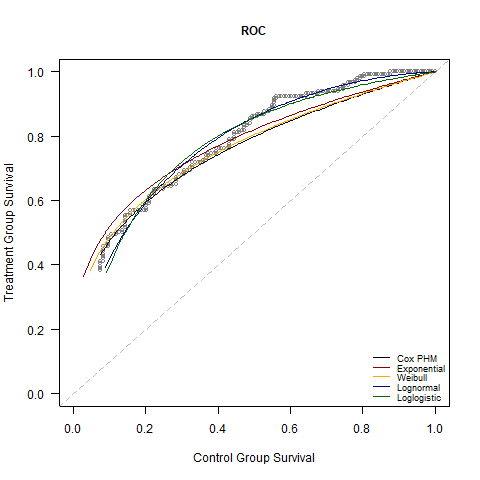 ROC
Treatment Group Survival
1.0
0.8
0.6
0.4
0.2
0.0
Cox PHM
Exponential
Weibull
Lognormal
Loglogistic
0.0 0.2 0.4 0.6 0.8 1.0
Control Group Survival